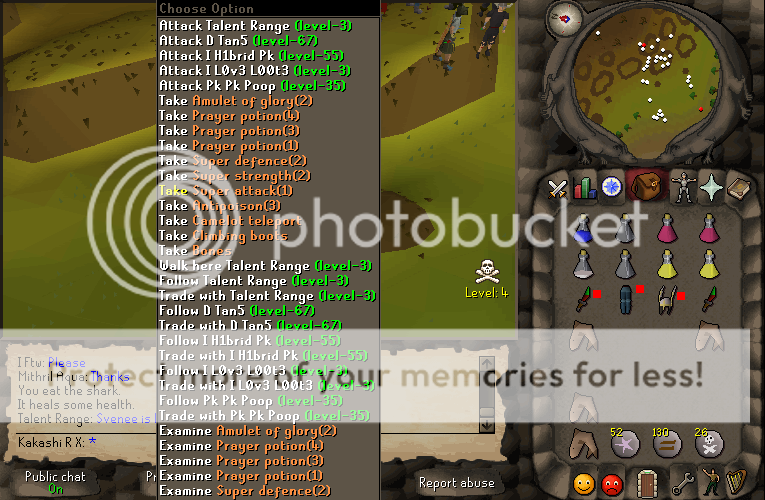 Choose Option
Attack Talent Range (level-3)
Attack D Tan5 (level-67)
Attack I H1brid Pk (level-55)
Attack I L0v3 L00t3 (level-3)
Attack Pk Pk Poop (level-35)
Take Amulet of glory(2)
Take Prayer potion(4)
Take Prayer potion(3)
Take Prayer potion(1)
Take Super defence(2)
Take Super strength(2)
Take Super attack(1)
Take Antipoison(3)
Take Camelot teleport
Take Climbing boots
Take Bones
Walk here Talent Range (level-3)
Follow Talent Range (level-3)
Trade with Talent Range (level-3)
Follow D Tan5 (level-67)
Trade with D Tan5 (level-67)
Follow I H1brid Pk (level-55)
Trade with I H1brid Pk (level-55)
Follow I L0v3 L00t3 (level-3)
Trade with I L0v3 L00t3 (level-3)
Follow Pk Pk Poop (level-35)
Trade with Pk Pk Poop (level-35)
Examine Amulet of glory(2)
Examine Prayer potion(4)
Examine Prayer potion(3)
Examine Prayer potion(1)
Examine Super defence(2)
Level: 4
photobucket
of your memories for less!
I Ftw: Please
Mithril Aqua: Thanks
You eat the shark.
It heals some health.
Talent Range: Syenee is
Kakashi R X: *
Public chat
On
Report abuse
52
130
26